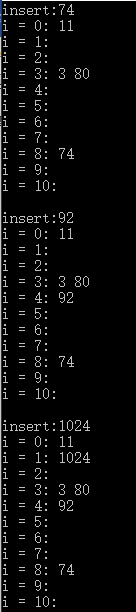 insert:74
i = 0: 11
i = 1:
i = 2:
i = 3: 3 80
i = 4:
i = 5:
i = 6:
i = 7:
i = 8: 74
i = 9:
i = 10:
insert:92
i = 0: 11
i = 1:
i = 2:
i = 3: 3 80
i = 4: 92
i = 5:
i = 6:
i = 7:
i = 8: 74
i = 9:
i = 10:
insert:1024
i = 0: 11
i = 1: 1024
i = 2:
i = 3: 3 80
i = 4: 92
i = 5:
i = 6:
i = 7:
i = 8: 74
i = 9:
i = 10: